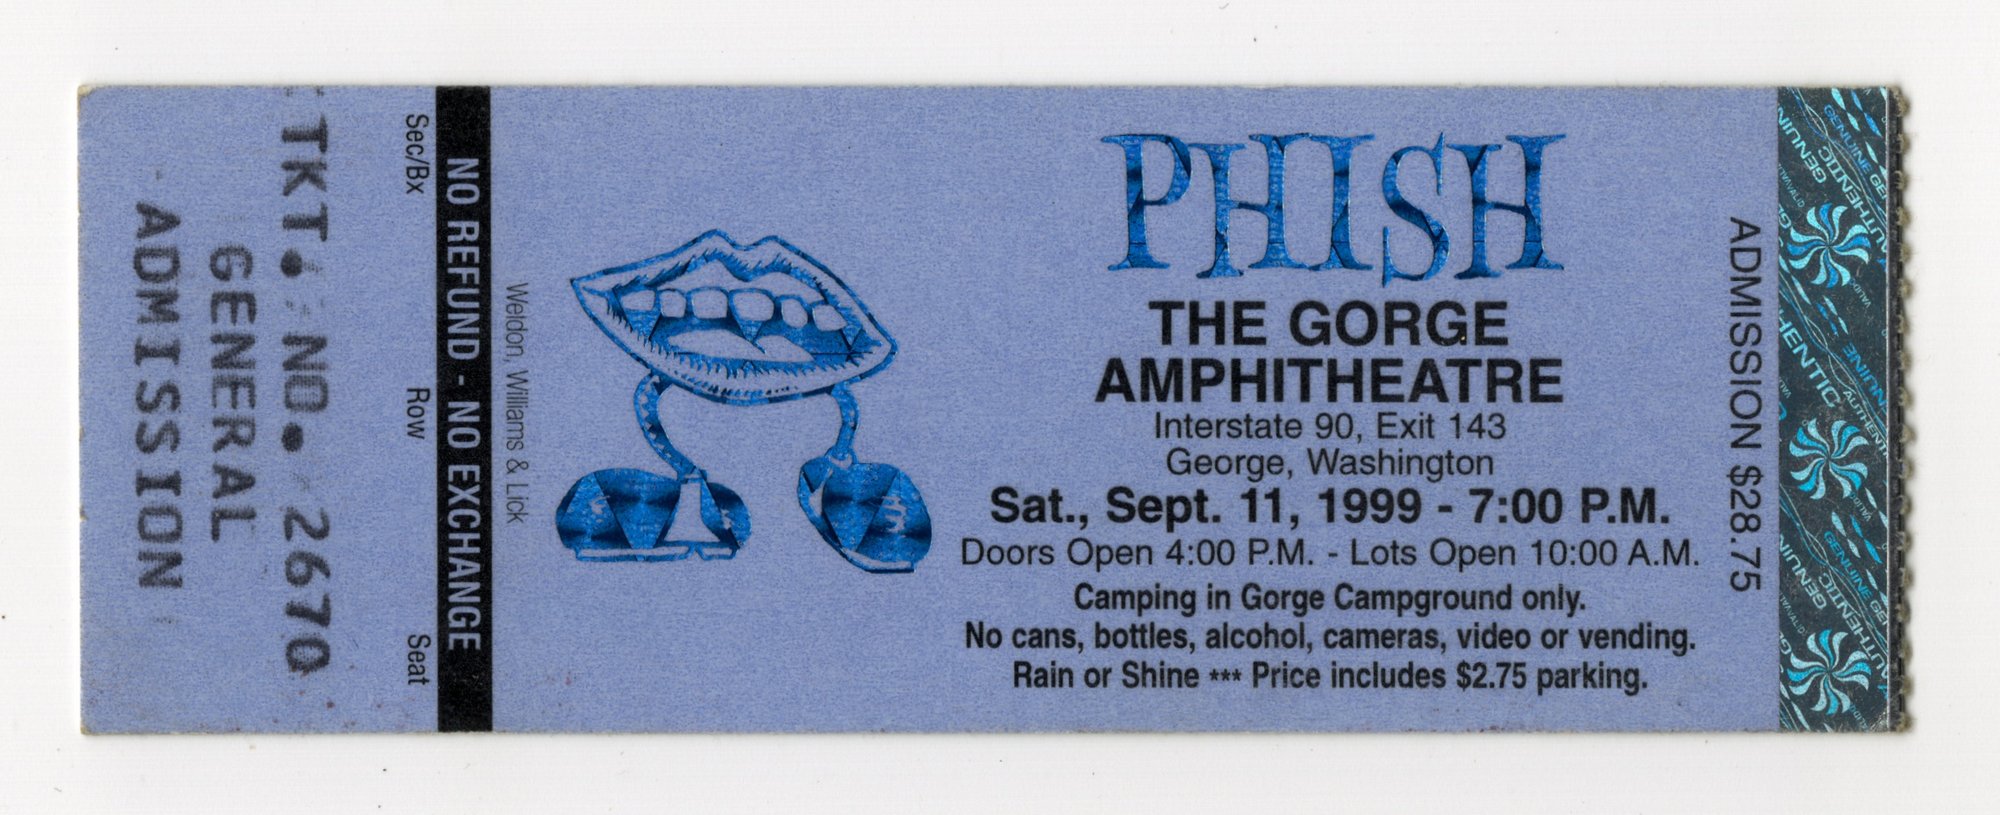 TKT. NO. 2670
GENERAL
ADMISSION
Sec/Bx Row Seat
NO REFUND - NO EXCHANGE
Weldon, Williams & Lick
PHISH
THE GORGE
AMPHITHEATRE
Interstate 90, Exit 143
George, Washington
Sat., Sept. 11, 1999 - 7:00 P.M.
Doors Open 4:00 P.M. - Lots Open 10:00 A.M.
Camping in Gorge Campground only.
No cans, bottles, alcohol, cameras, video or vending.
Rain or Shine *** Price includes $2.75 parking.
ADMISSION $28.75
GENUINE
AUTHENTIC